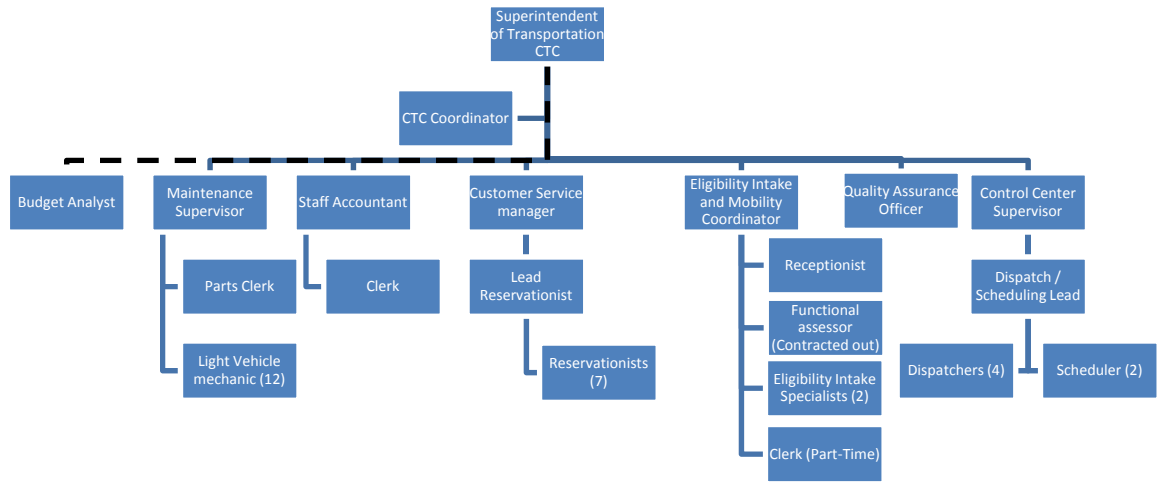 Superintendent
of Transportation
CTC
CTC Coordinator
Budget Analyst
Maintenance
Supervisor
Staff Accountant
Customer Service
manager
Eligibility Intake
and Mobility
Coordinator
Quality Assurance
Officer
Control Center
Supervisor
Parts Clerk
Light Vehicle
mechanic (12)
Clerk
Lead
Reservationist
Reservationists
(7)
Receptionist
Functional
assessor
(Contracted out)
Eligibility Intake
Specialists (2)
Clerk (Part-Time)
Dispatch /
Scheduling Lead
Dispatchers (4)
Scheduler (2)